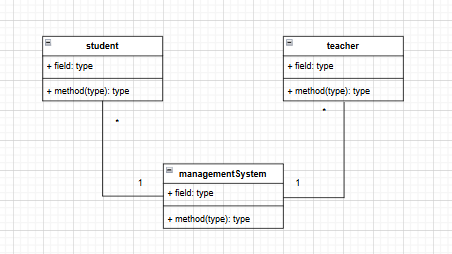 student
+ field: type
+ method(type): type
teacher
+ field: type
+ method(type): type
*
*
1
1
managementSystem
+ field: type
+ method(type): type